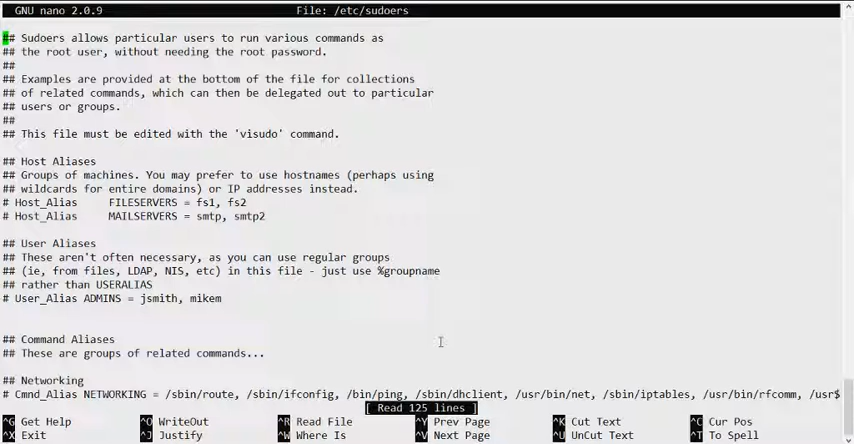 GNU nano 2.0.9 File: /etc/sudoers
## Sudoers allows particular users to run various commands as
## the root user, without needing the root password.
##
## Examples are provided at the bottom of the file for collections
## of related commands, which can then be delegated out to particular
## users or groups.
##
## This file must be edited with the 'visudo' command.
## Host Aliases
## Groups of machines. You may prefer to use hostnames (perhaps using
## wildcards for entire domains) or IP addresses instead.
# Host_Alias FILESERVERS = fs1, fs2
# Host_Alias MAILSERVERS = smtp, smtp2
## User Aliases
## These aren't often necessary, as you can use regular groups
## (ie, from files, LDAP, NIS, etc) in this file - just use %groupname
## rather than USERALIAS
# User_Alias ADMINS = jsmith, mikem
## Command Aliases
## These are groups of related commands...
## Networking
# Cmnd_Alias NETWORKING = /sbin/route, /sbin/ifconfig, /bin/ping, /sbin/dhclient, /usr/bin/net, /sbin/iptables, /usr/bin/rfcomm, /usr$
[ Read 125 lines ]
^G Get Help ^O WriteOut ^R Read File ^Y Prev Page ^K Cut Text ^C Cur Pos
^X Exit ^J Justify ^W Where Is ^V Next Page ^U UnCut Text ^T To Spell